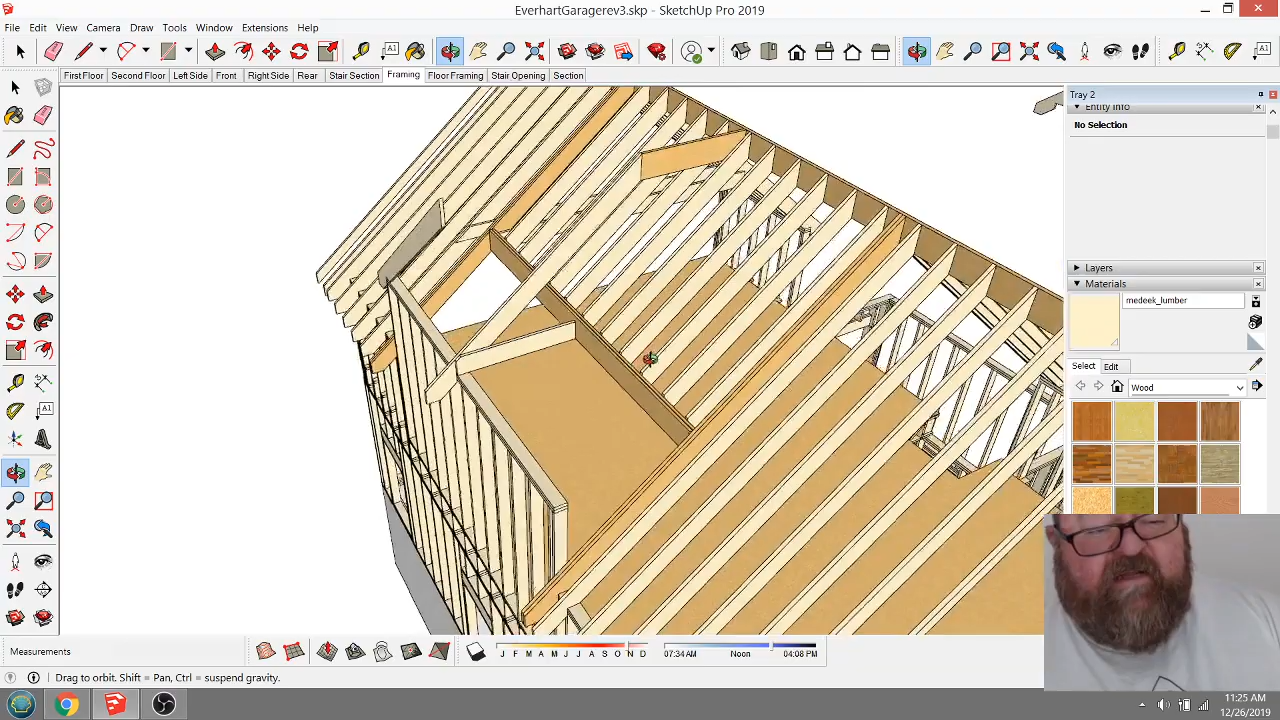 EverhartGaragerev3.skp - SketchUp Pro 2019
File Edit View Camera Draw Tools Window Extensions Help
First Floor Second Floor Left Side Front Right Side Rear Stair Section Framing Floor Framing Stair Opening Section
Tray 2
Entity Info
No Selection
Layers
Materials
medeek_lumber
Select Edit
Wood
Measurements
J F M A M J J A S O N D
07:34 AM Noon 04:08 PM
Drag to orbit. Shift = Pan, Ctrl = suspend gravity.
11:25 AM
12/26/2019